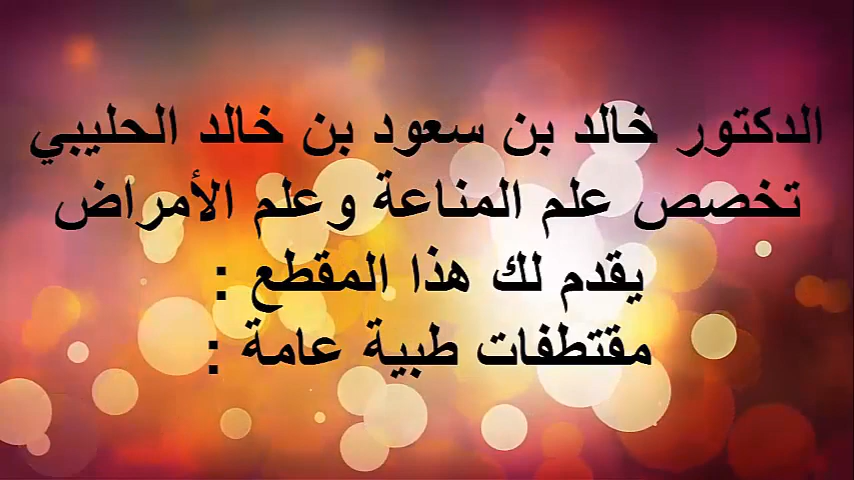 الدكتور خالد بن سعود بن خالد الحليبي
تخصص علم المناعة وعلم الأمراض
يقدم لك هذا المقطع :
مقتطفات طبية عامة :